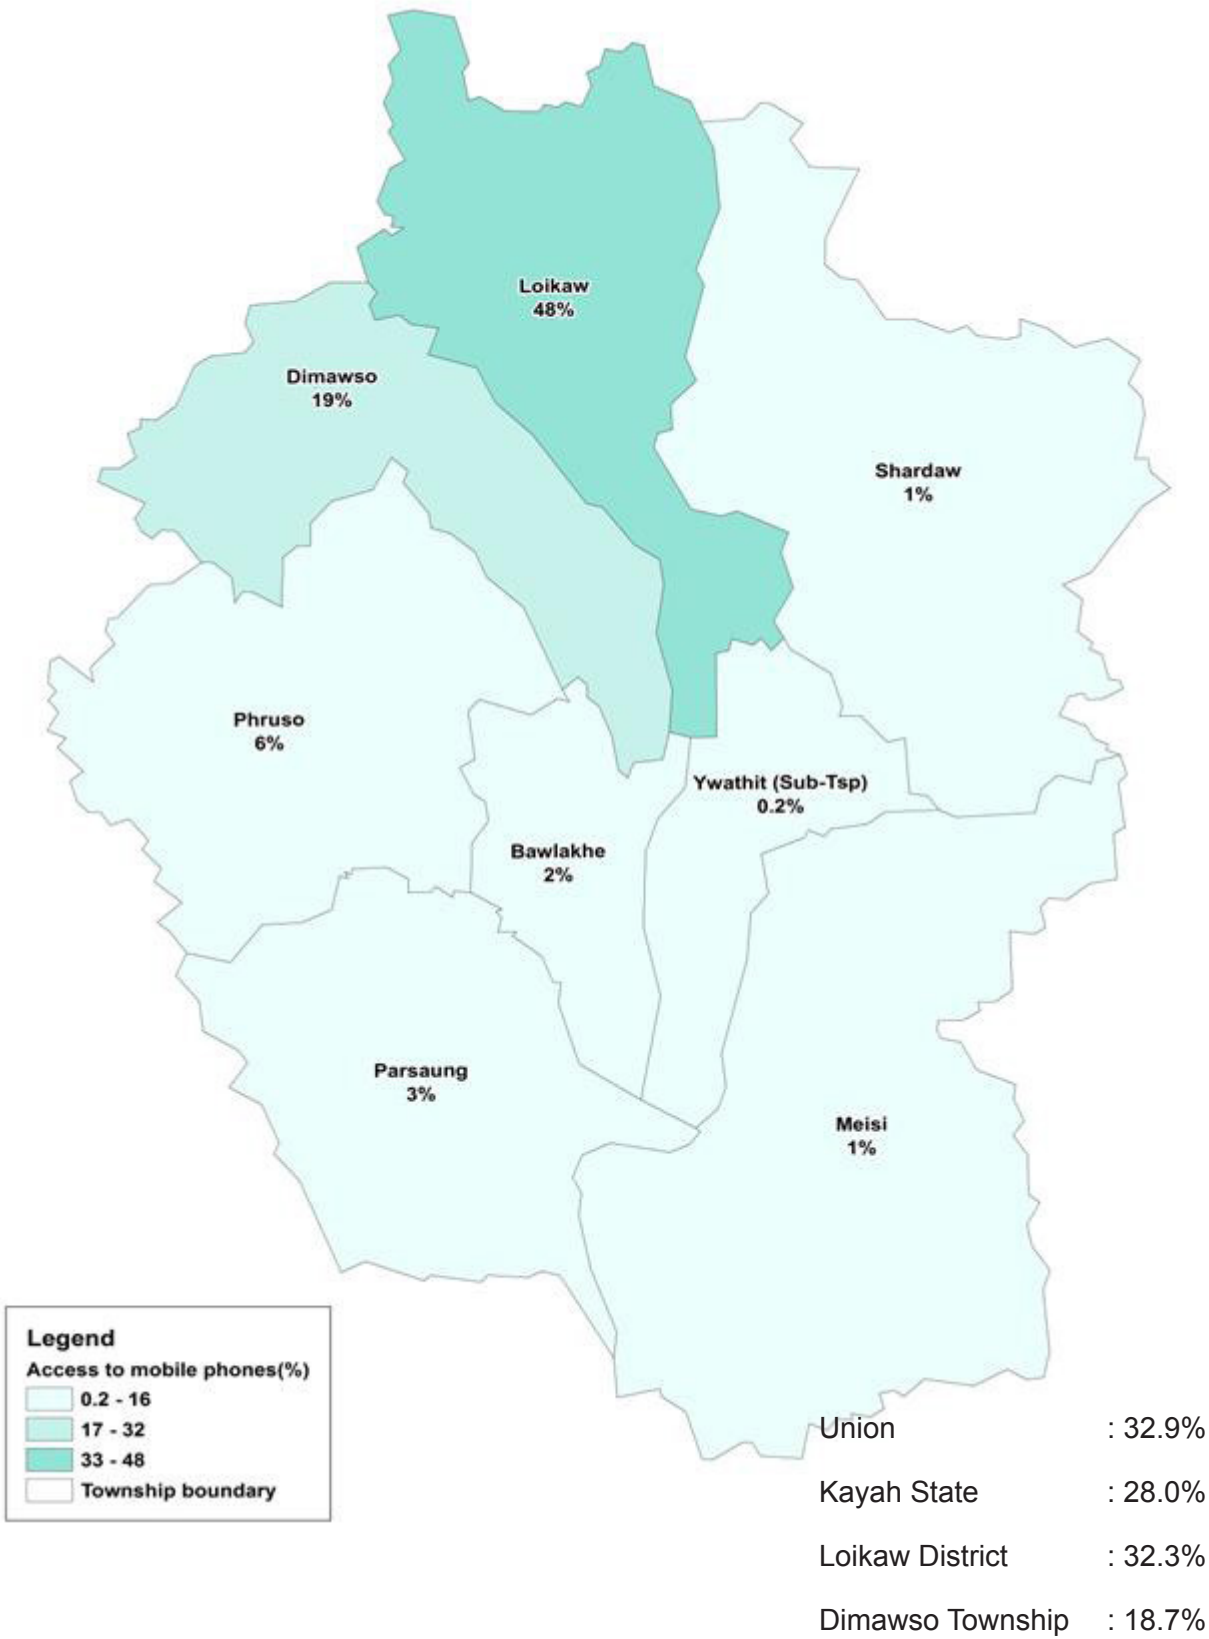 Loikaw
48%
Dimawso
19%
Shardaw
1%
Phruso
6%
Ywathit (Sub-Tsp)
0.2%
Bawlakhe
2%
Parsaung
3%
Meisi
1%
Legend
Access to mobile phones(%)
0.2 - 16
17 - 32
33 - 48
Township boundary
Union : 32.9%
Kayah State : 28.0%
Loikaw District : 32.3%
Dimawso Township : 18.7%